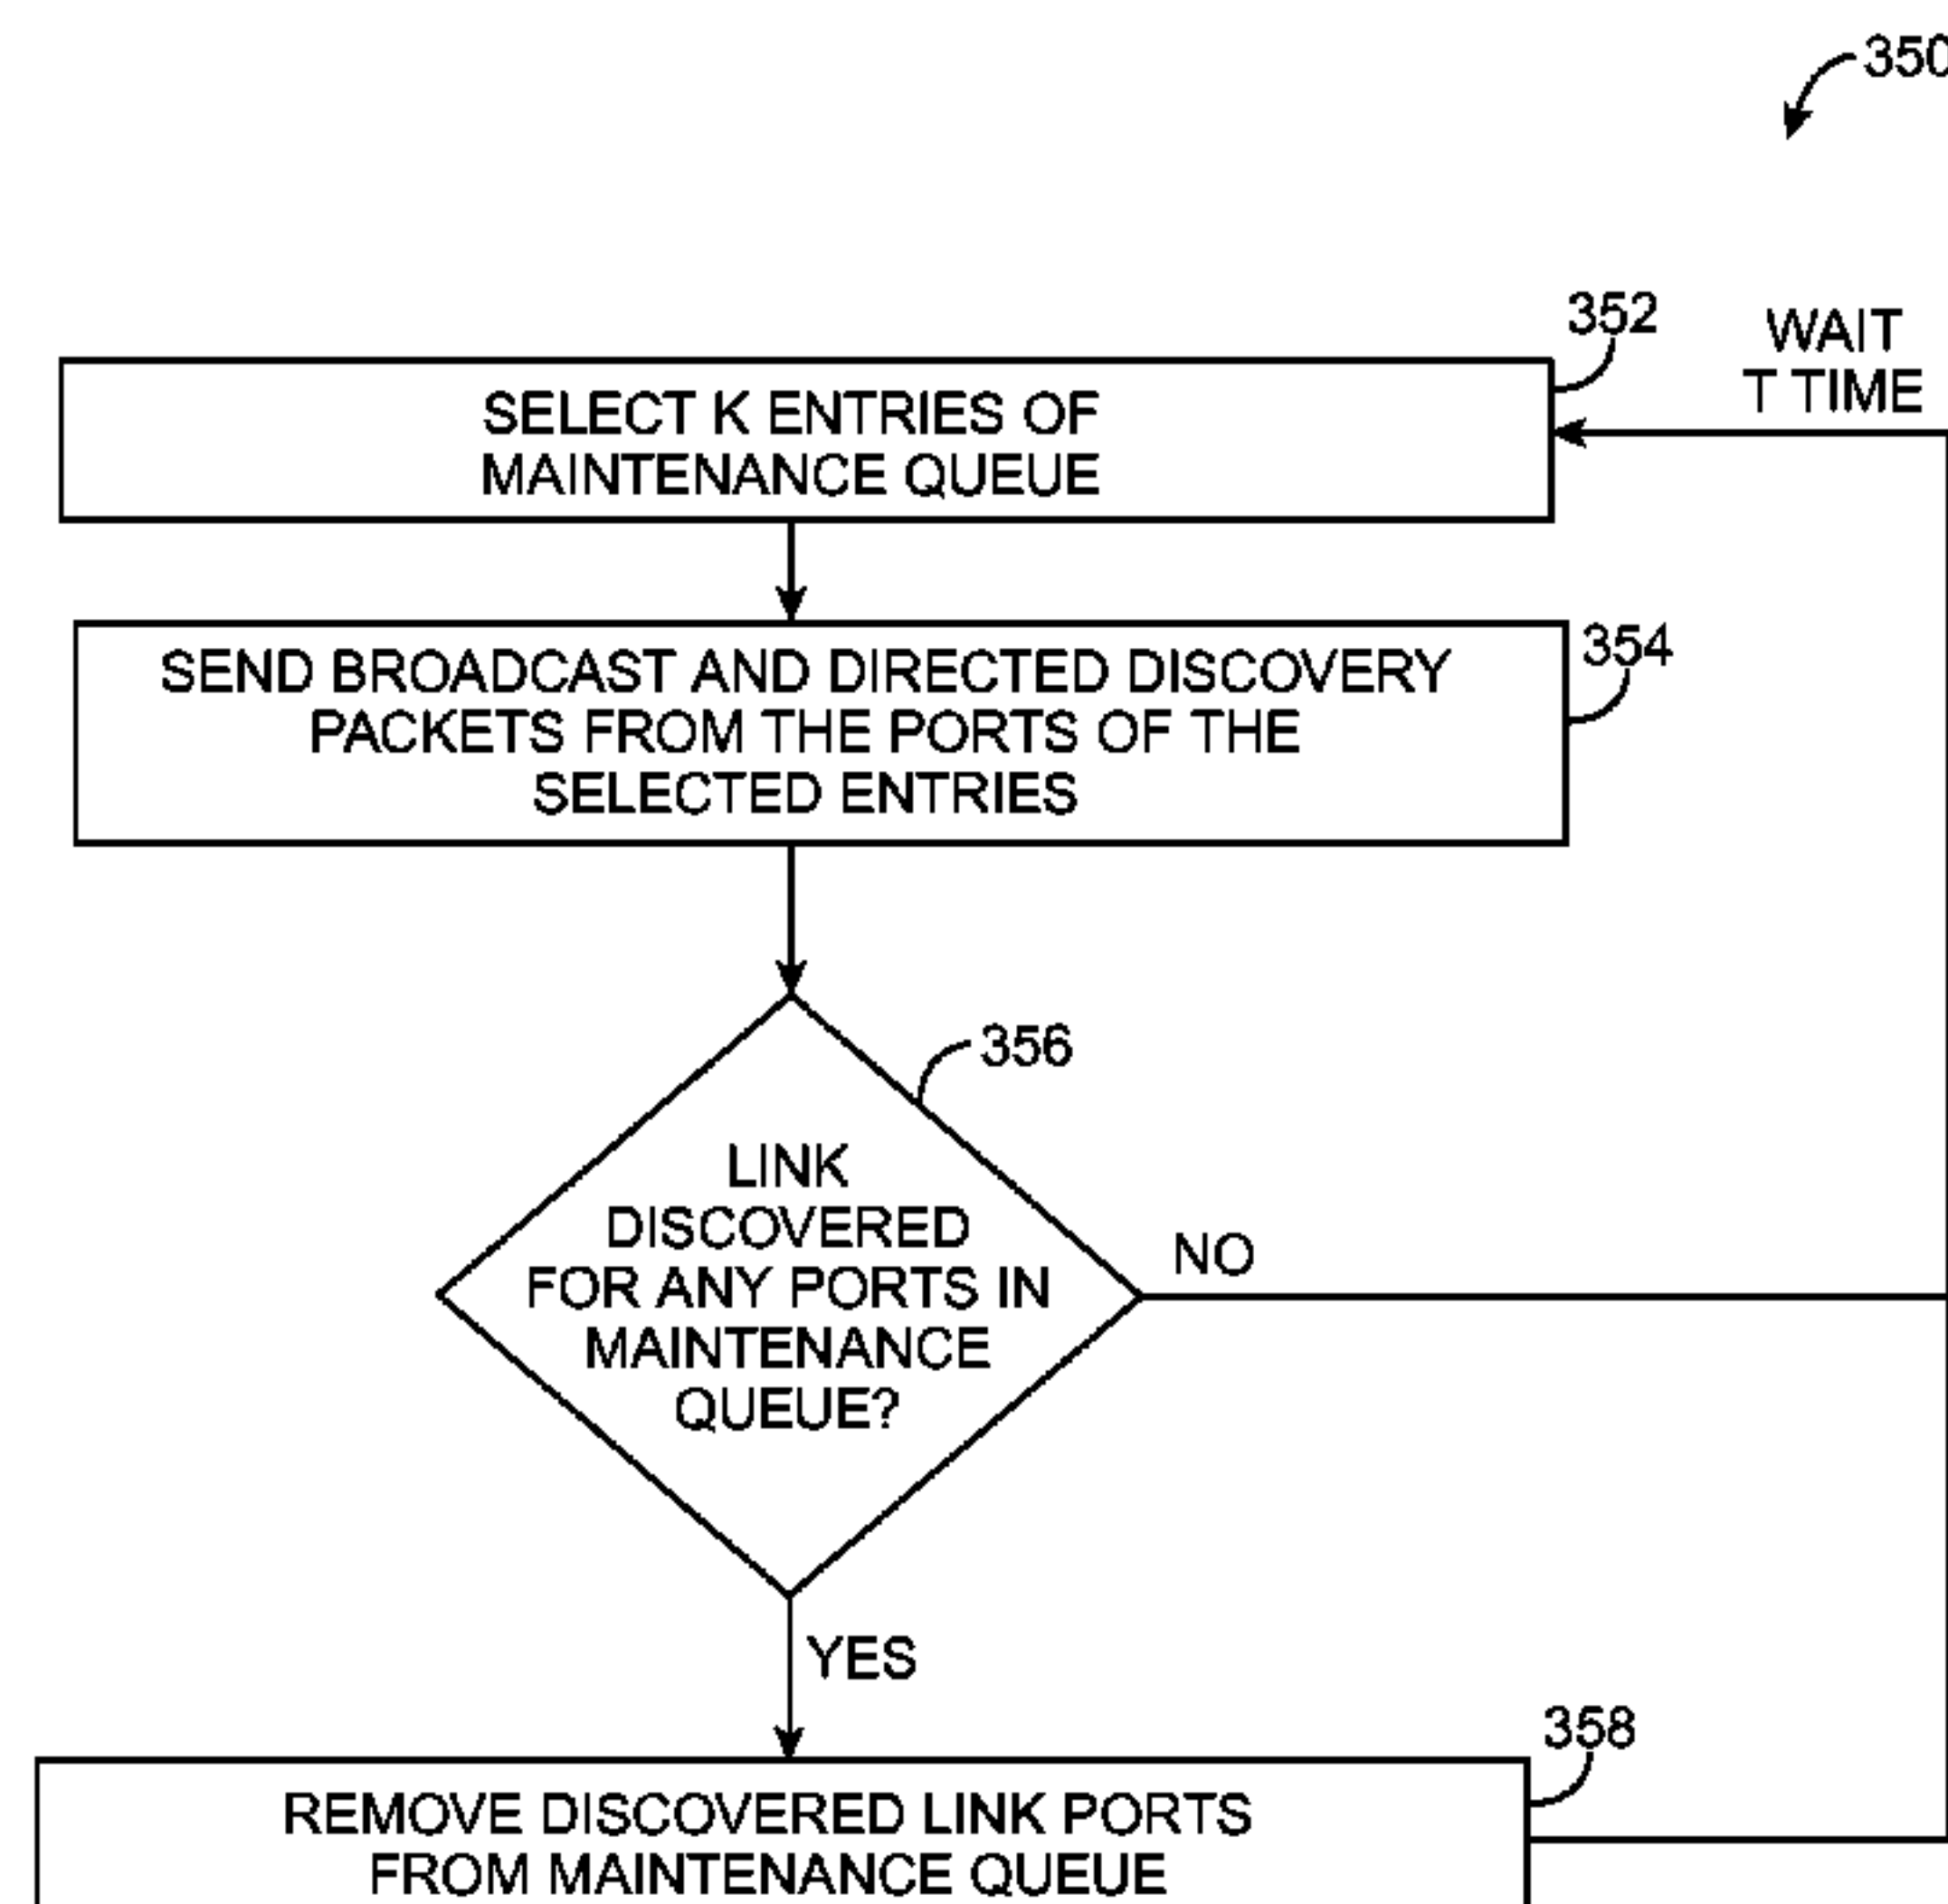 350
352
WAIT
T TIME
SELECT K ENTRIES OF
MAINTENANCE QUEUE
354
SEND BROADCAST AND DIRECTED DISCOVERY
PACKETS FROM THE PORTS OF THE
SELECTED ENTRIES
356
LINK
DISCOVERED
FOR ANY PORTS IN
MAINTENANCE
QUEUE?
NO
YES
358
REMOVE DISCOVERED LINK PORTS
FROM MAINTENANCE QUEUE